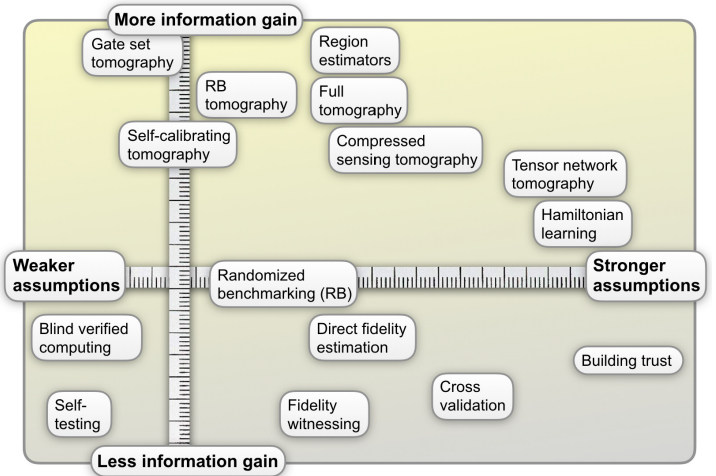 More information gain
Gate set
tomography
Region
estimators
RB
tomography
Full
tomography
Self-calibrating
tomography
Compressed
sensing tomography
Tensor network
tomography
Hamiltonian
learning
Weaker
assumptions
Randomized
benchmarking (RB)
Stronger
assumptions
Blind verified
computing
Direct fidelity
estimation
Building trust
Self-
testing
Fidelity
witnessing
Cross
validation
Less information gain